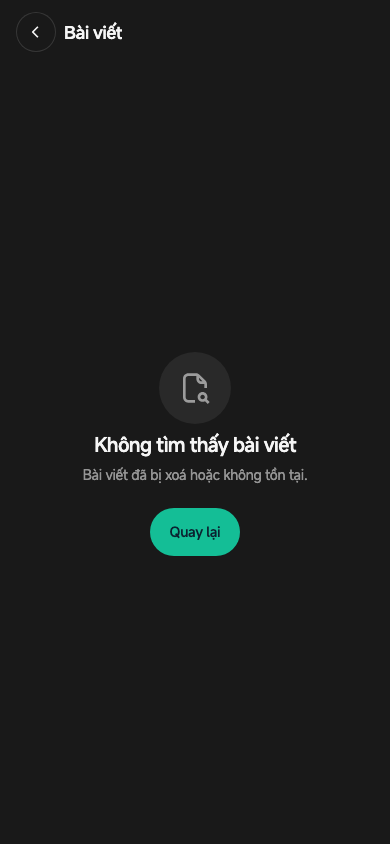 Bài viết
Không tìm thấy bài viết
Bài viết đã bị xoá hoặc không tồn tại.
Quay lại